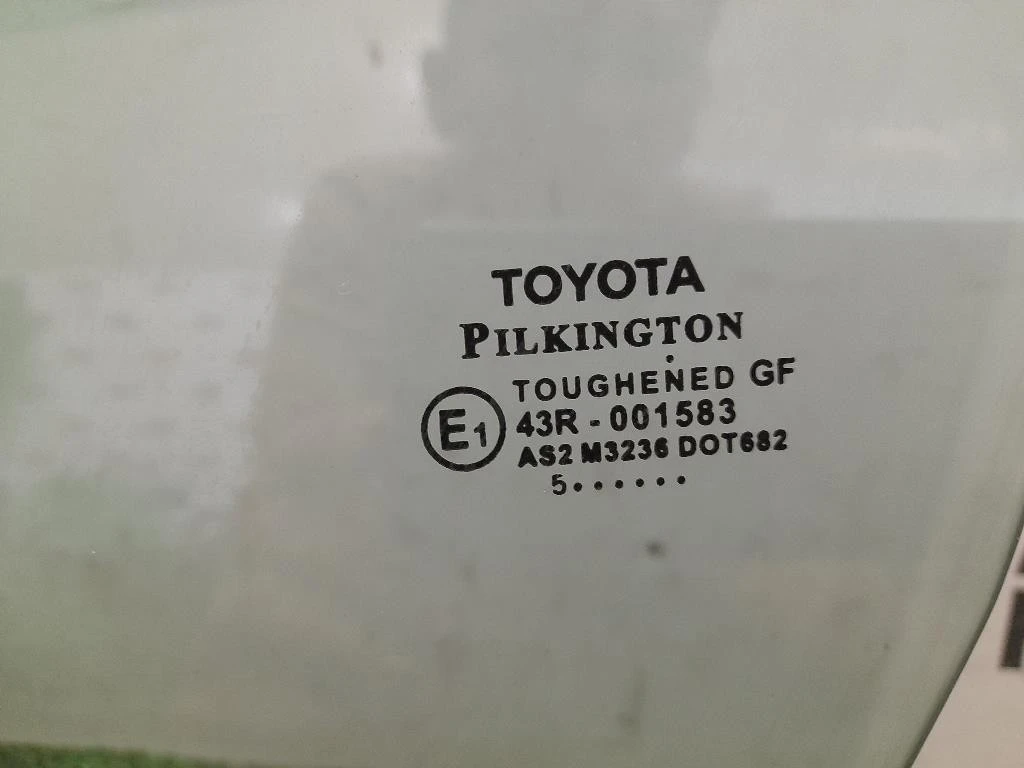 TOYOTA
PILKINGTON
TOUGHENED GF
E1 43R - 001583
AS2 M3236 DOT682
5••••••